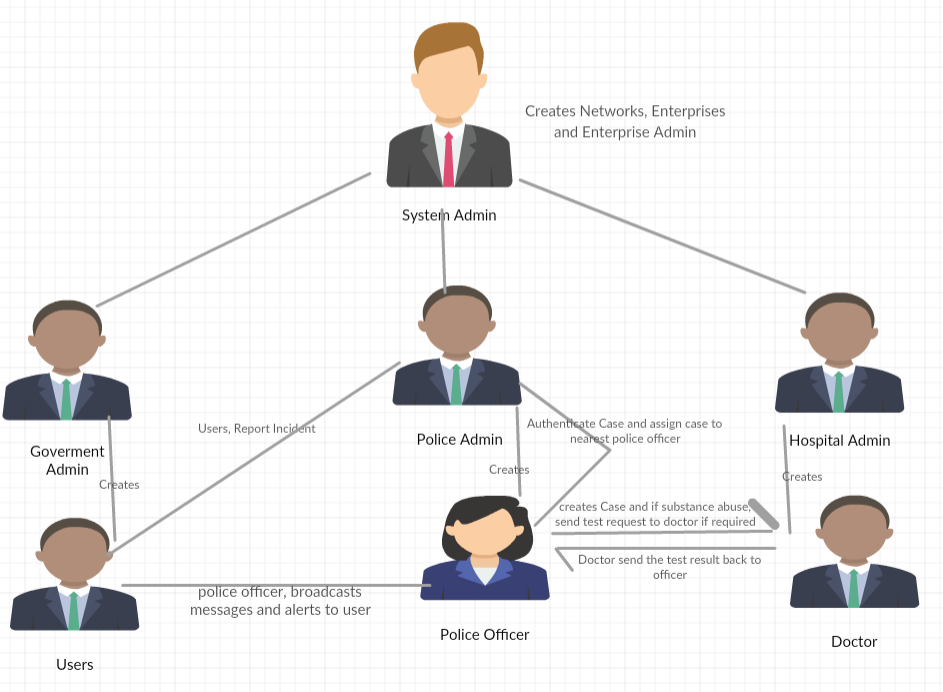 Creates Networks, Enterprises
and Enterprise Admin
System Admin
Users, Report Incident
Authenticate Case and assign case to
nearest police officer
Police Admin
Hospital Admin
Goverment
Admin
Creates
Creates
Creates
creates Case and if substance abuse,
send test request to doctor if required
Doctor send the test result back to
officer
police officer, broadcasts
messages and alerts to user
Police Officer
Doctor
Users